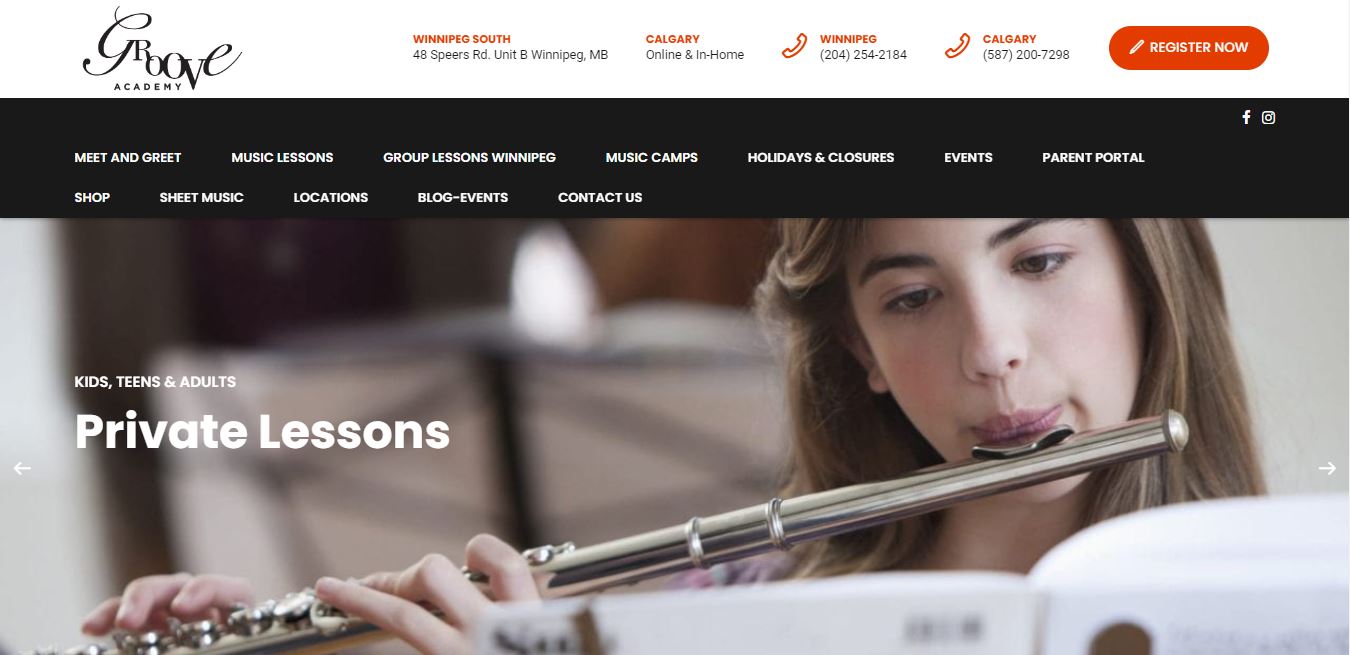 Groove
ACADEMY
WINNIPEG SOUTH
48 Speers Rd. Unit B Winnipeg, MB
CALGARY
Online & In-Home
WINNIPEG
(204) 254-2184
CALGARY
(587) 200-7298
REGISTER NOW
MEET AND GREET MUSIC LESSONS GROUP LESSONS WINNIPEG MUSIC CAMPS HOLIDAYS & CLOSURES EVENTS PARENT PORTAL
SHOP SHEET MUSIC LOCATIONS BLOG-EVENTS CONTACT US
KIDS, TEENS & ADULTS
Private Lessons